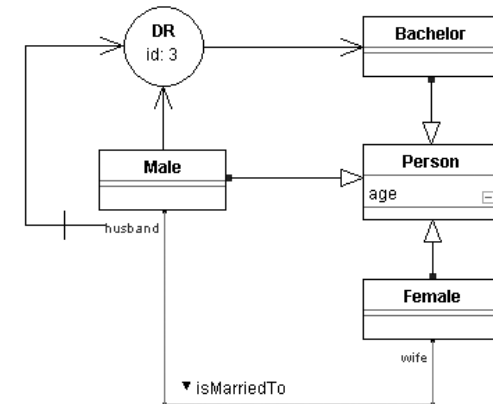 DR
id: 3
Bachelor
Male
Person
age
husband
Female
wife
▼ isMarriedTo